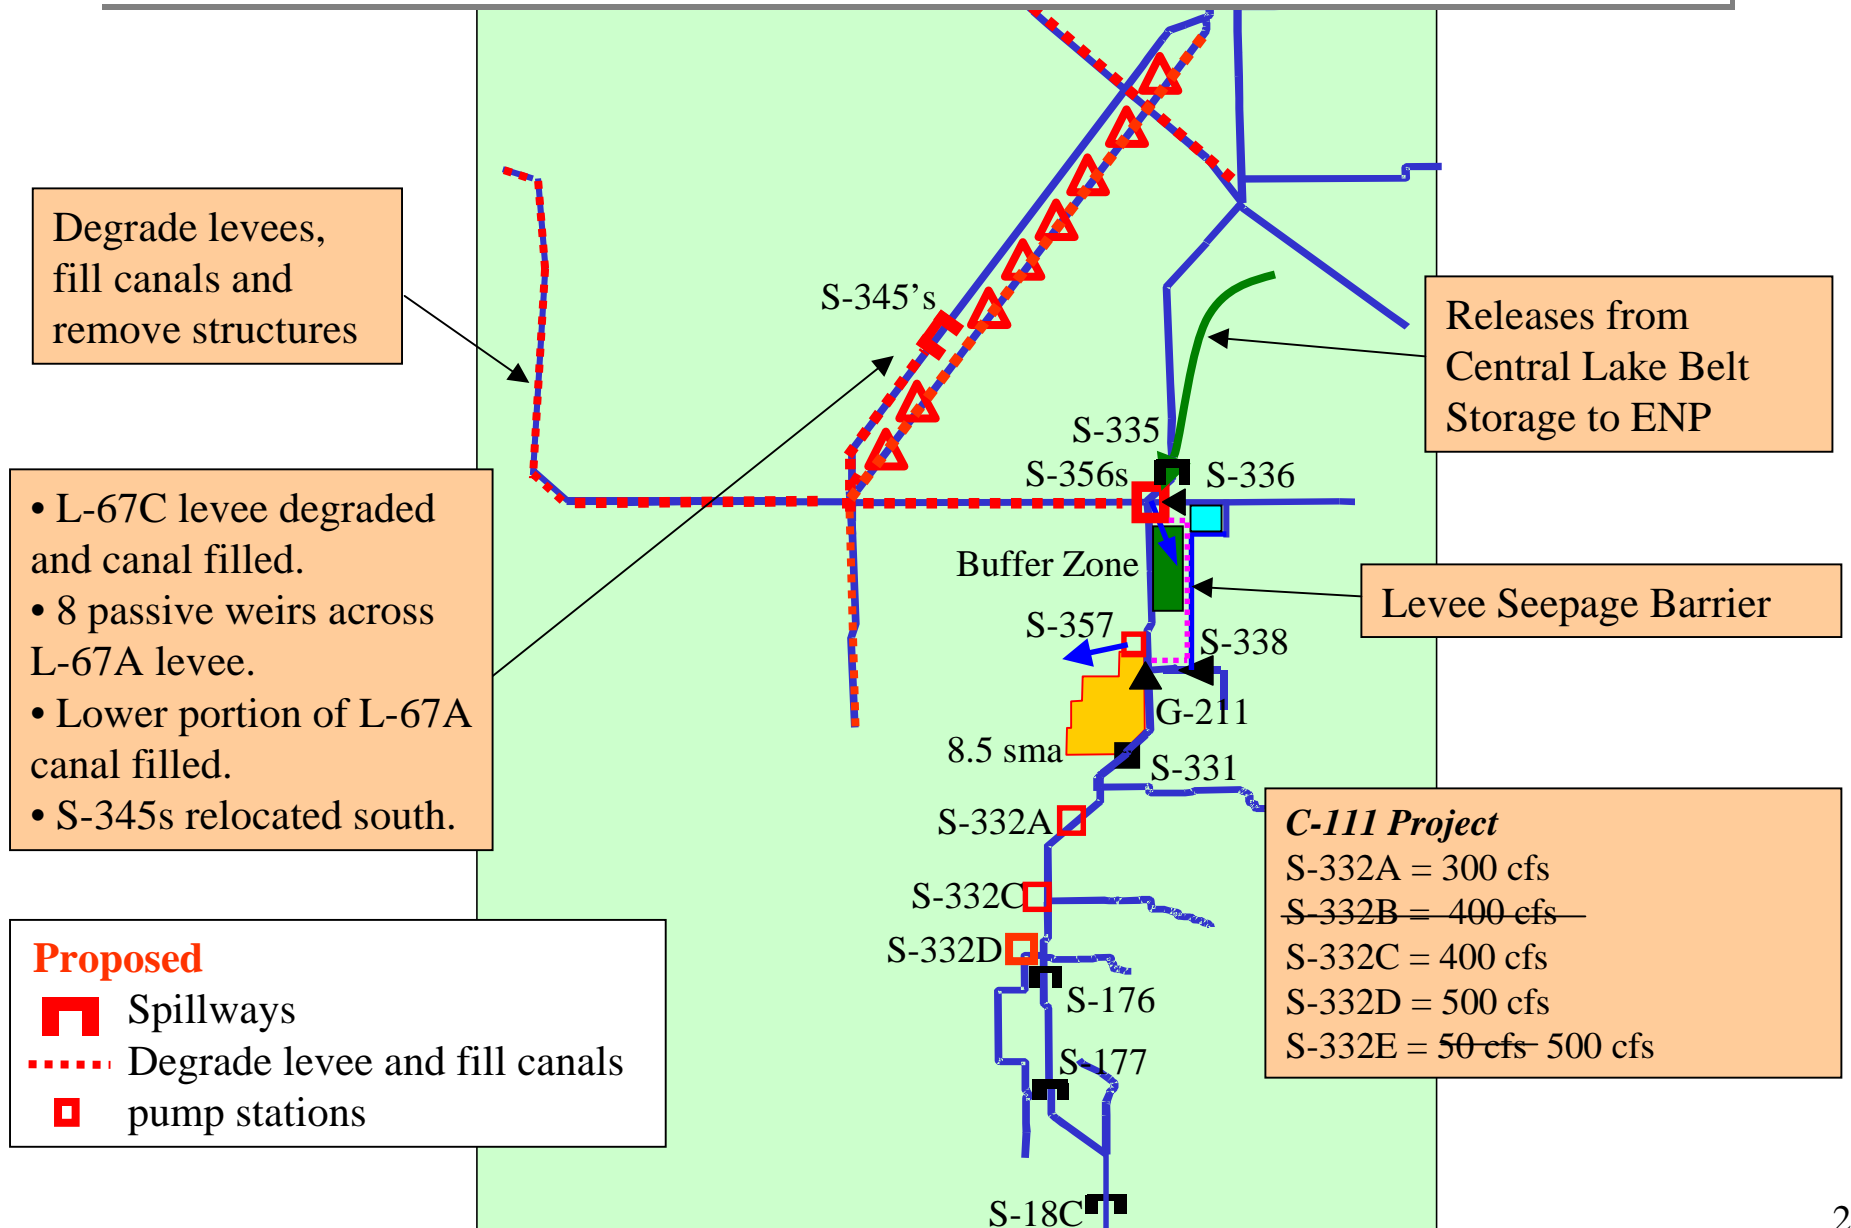 Degrade levees,
fill canals and
remove structures
S-345's
Releases from
Central Lake Belt
Storage to ENP
S-335
S-356s
S-336
• L-67C levee degraded
and canal filled.
• 8 passive weirs across
L-67A levee.
• Lower portion of L-67A
canal filled.
• S-345s relocated south.
Buffer Zone
Levee Seepage Barrier
S-357
S-338
G-211
8.5 sma
S-331
S-332A
C-111 Project
S-332A = 300 cfs
S-332B = 400 cfs
S-332C = 400 cfs
S-332D = 500 cfs
S-332E = 50 cfs 500 cfs
S-332C
S-332D
S-176
S-177
S-18C
Proposed
Spillways
Degrade levee and fill canals
pump stations
2